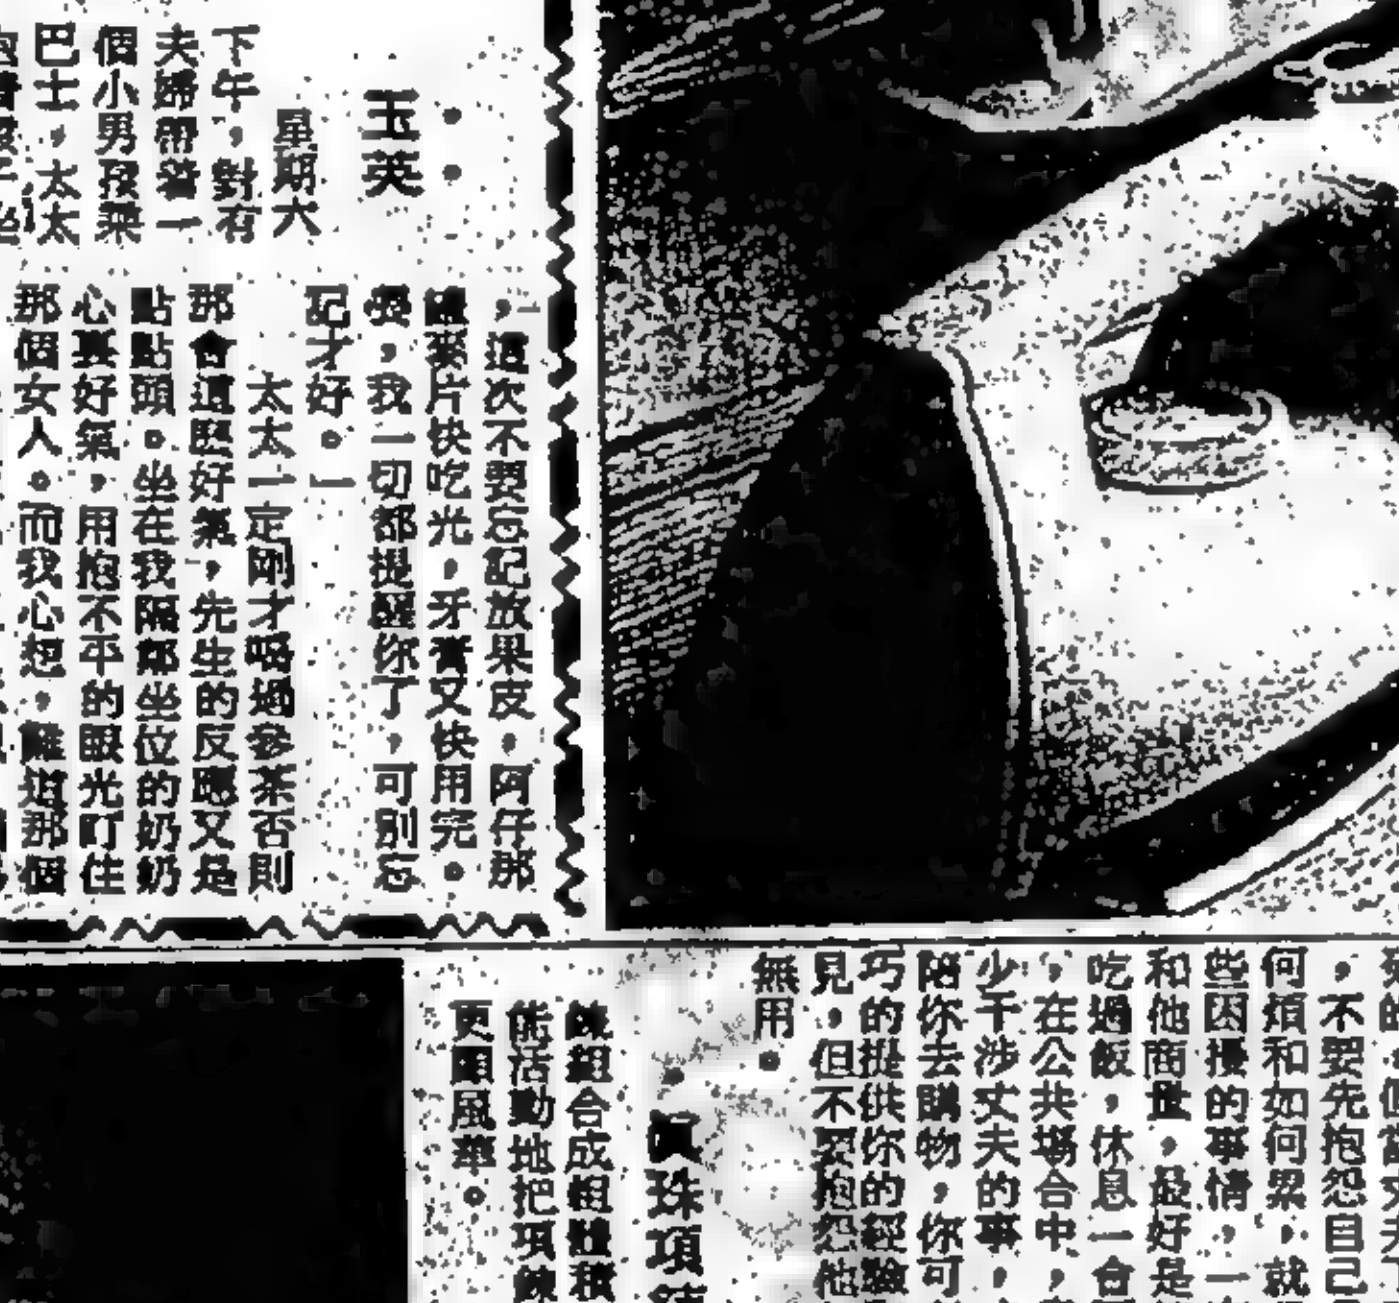 玉英
星期六
下午，對有
夫婦帶着一
個小男孩乘
巴士，太太
，這次不要忘記放果皮，阿仔那
麥片快吃光，牙膏又快用完。
，我一切都提醒你了，可別忘
記才好。」
太太一定剛才喝過參茶否則
那會這麼好氣，先生的反應又是
點點頭。坐在我隔鄰坐位的奶奶
心真好氣，用抱不平的眼光盯住
那個女人。而我心想，難道那個
，不要先抱怨自己
何煩和如何累，就
些困擾的事情，一
和他商量，最好是
吃過飯，休息一會
，在公共場合中，
少干涉丈夫的事，
陪你去購物，你可
巧的提供你的經驗
見，但不要抱怨他
無用。
真珠項鍊
鍊組合成粗種積
能活動地把項鍊
更顯風華。